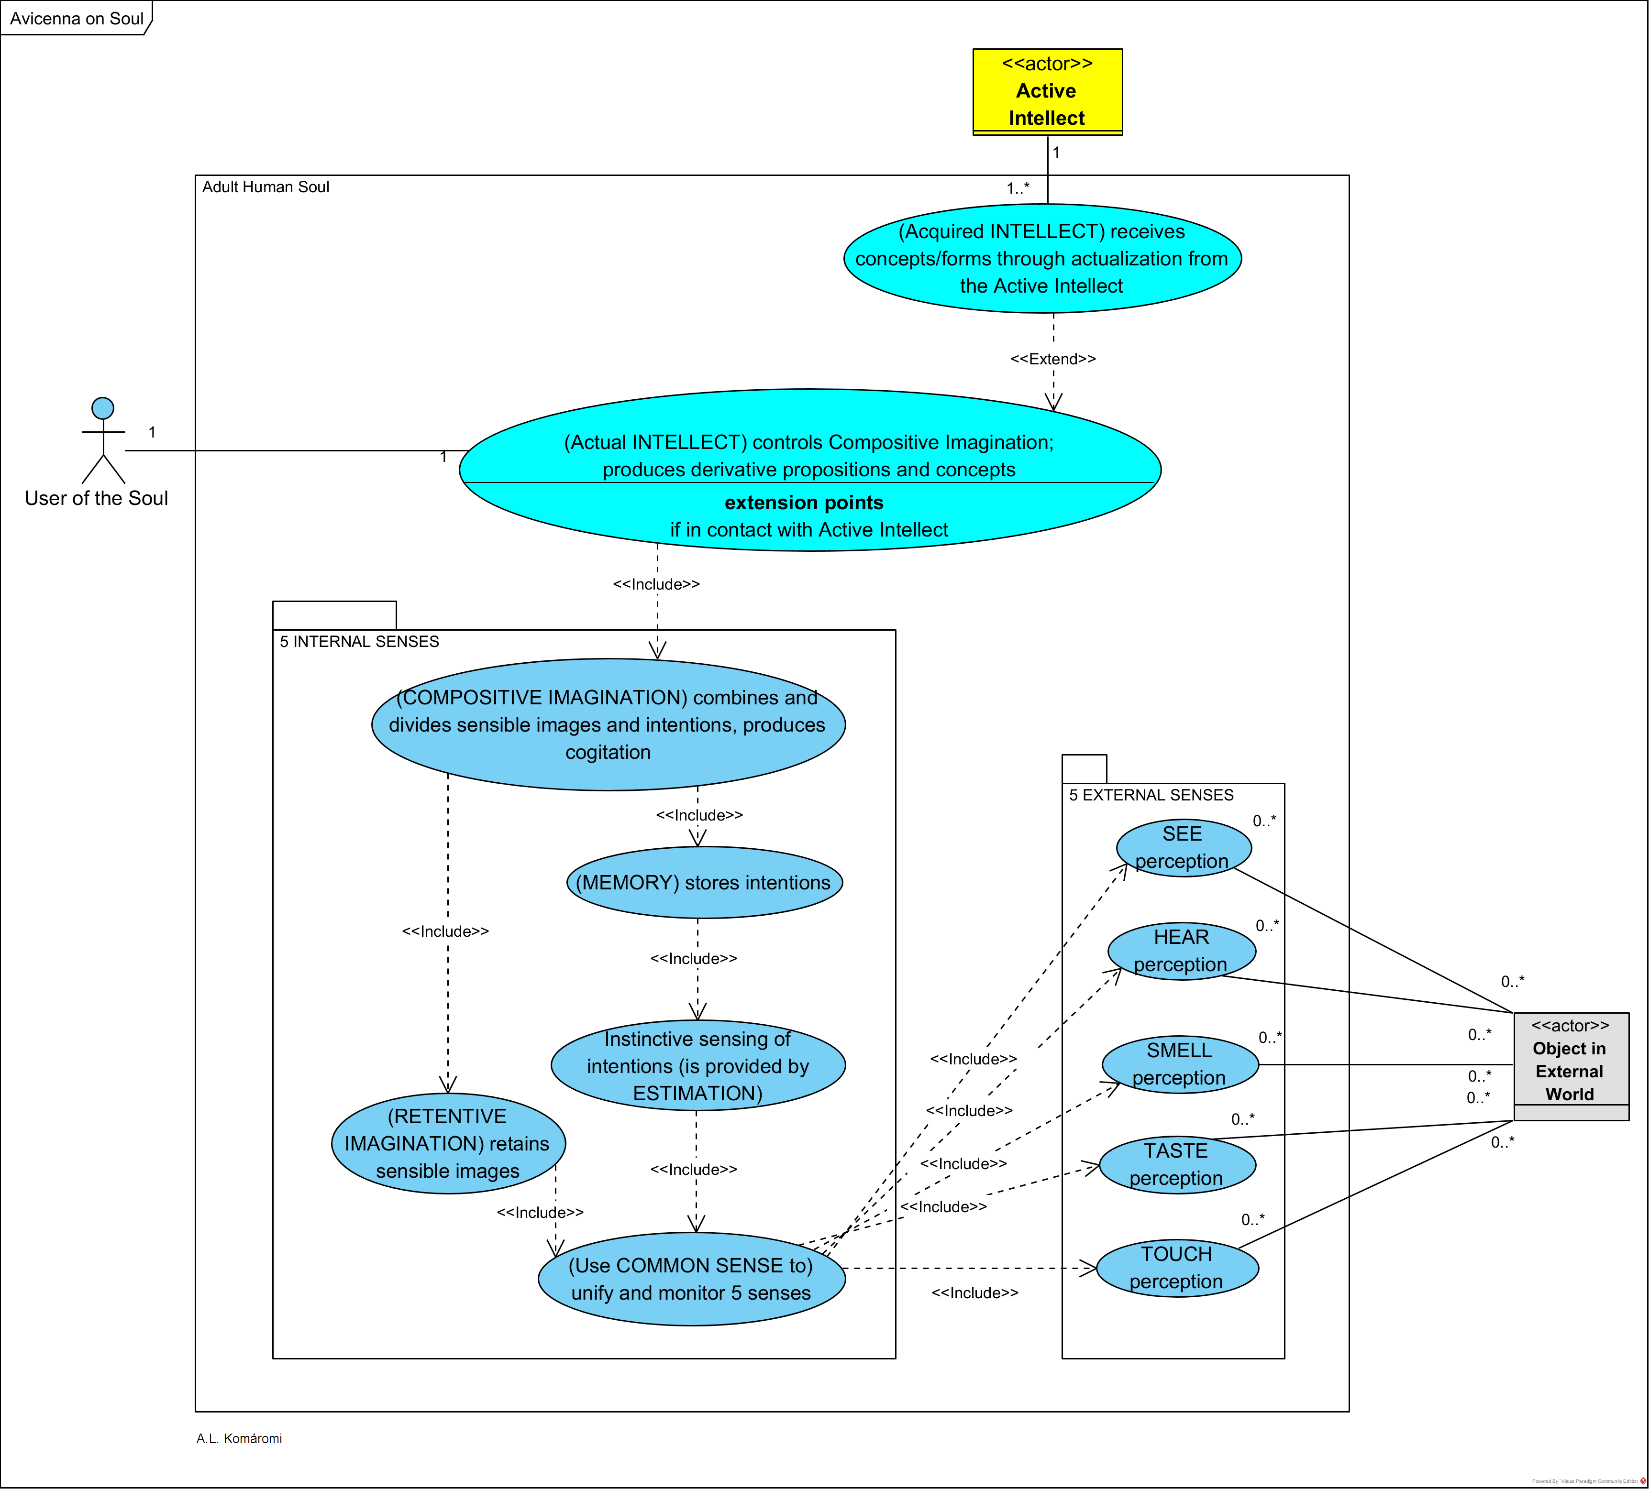 Avicenna on Soul
<<actor>>
Active
Intellect
1
1..*
Adult Human Soul
(Acquired INTELLECT) receives
concepts/forms through actualization from
the Active Intellect
<<Extend>>
User of the Soul
1
1
(Actual INTELLECT) controls Compositive Imagination;
produces derivative propositions and concepts
extension points
if in contact with Active Intellect
<<Include>>
5 INTERNAL SENSES
(COMPOSITIVE IMAGINATION) combines and
divides sensible images and intentions, produces
cogitation
<<Include>>
<<Include>>
(MEMORY) stores intentions
<<Include>>
Instinctive sensing of
intentions (is provided by
ESTIMATION)
(RETENTIVE
IMAGINATION) retains
sensible images
<<Include>>
<<Include>>
(Use COMMON SENSE to)
unify and monitor 5 senses
<<Include>>
<<Include>>
<<Include>>
<<Include>>
<<Include>>
5 EXTERNAL SENSES
SEE
perception
0..*
HEAR
perception
0..*
SMELL
perception
0..*
TASTE
perception
0..*
TOUCH
perception
0..*
0..*
0..*
0..*
0..*
0..*
<<actor>>
Object in
External
World
A.L. Komáromi
Powered By Visual Paradigm Community Edition